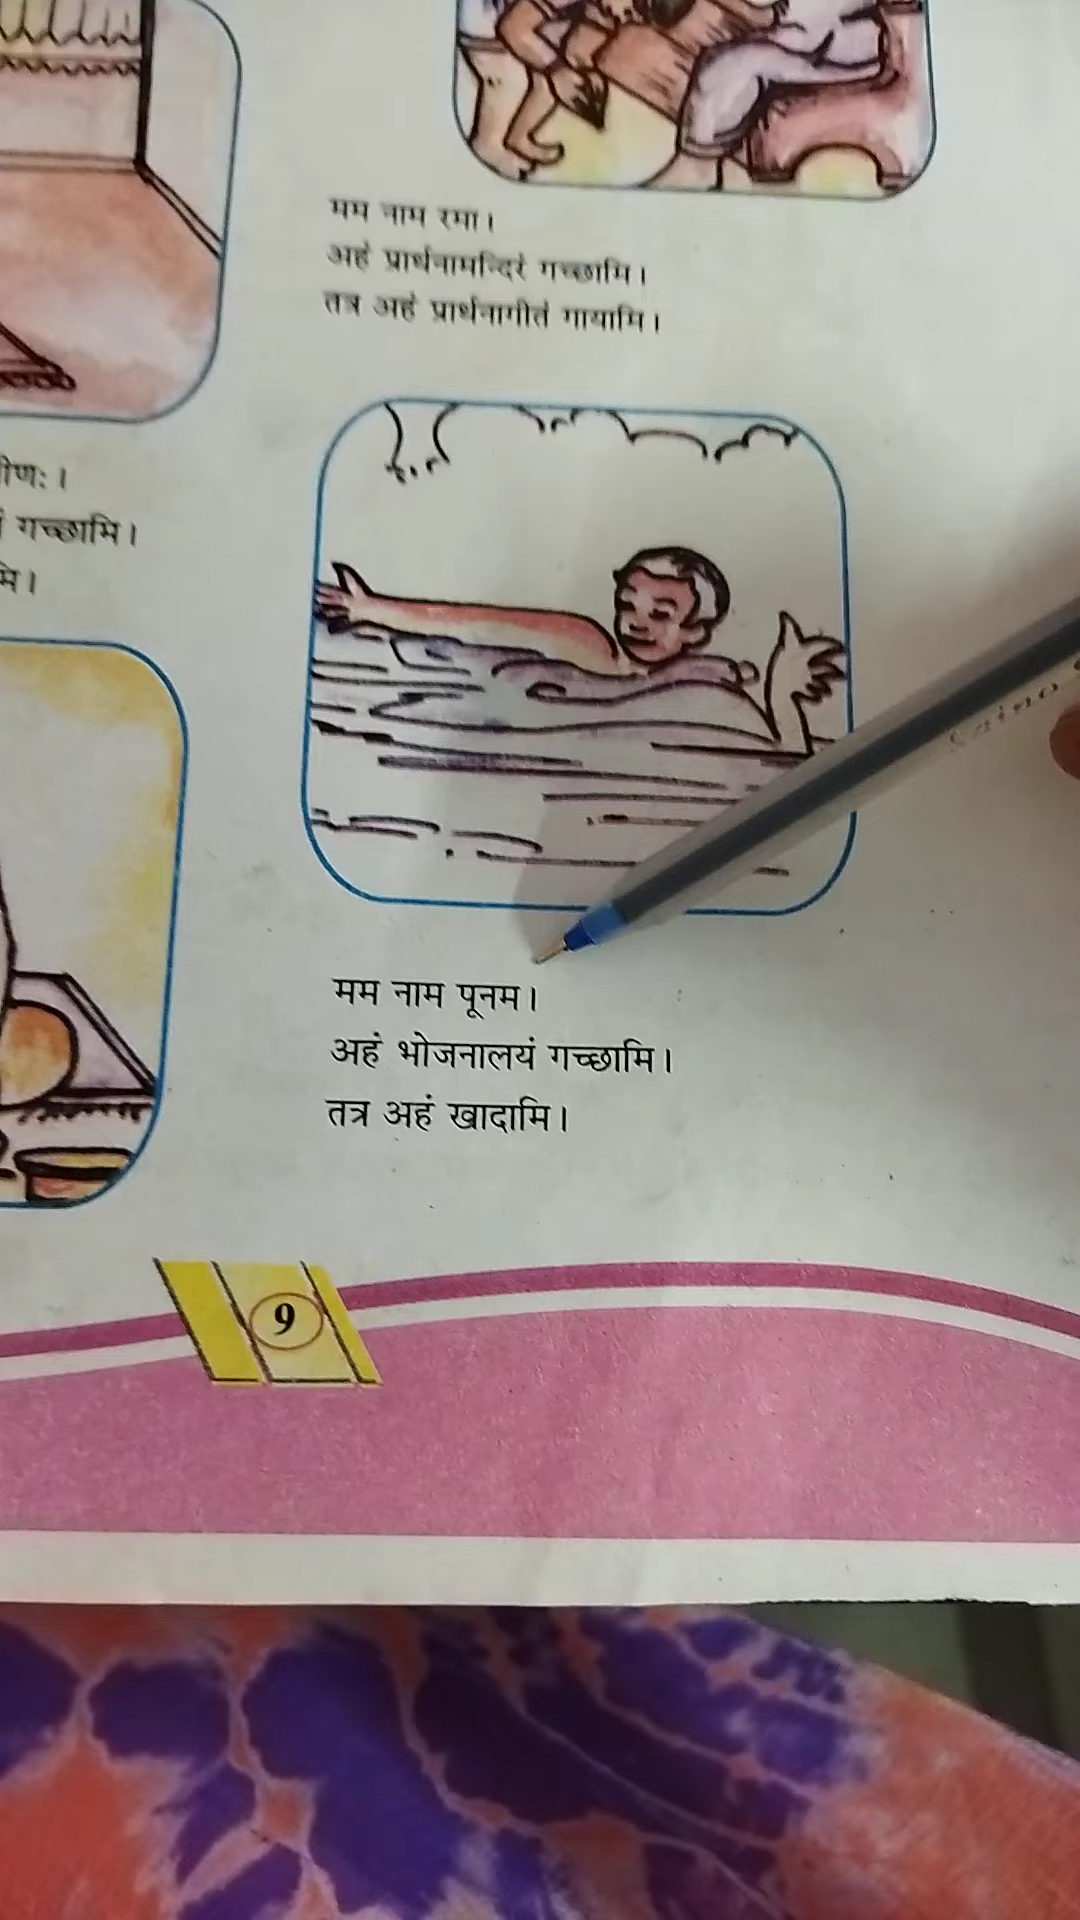 मम नाम रमा।
अहं प्रार्थनामन्दिरं गच्छामि।
तत्र अहं प्रार्थनागीतं गायामि।
गच्छामि।
मम नाम पूनम।
अहं भोजनालयं गच्छामि।
तत्र अहं खादामि।
9